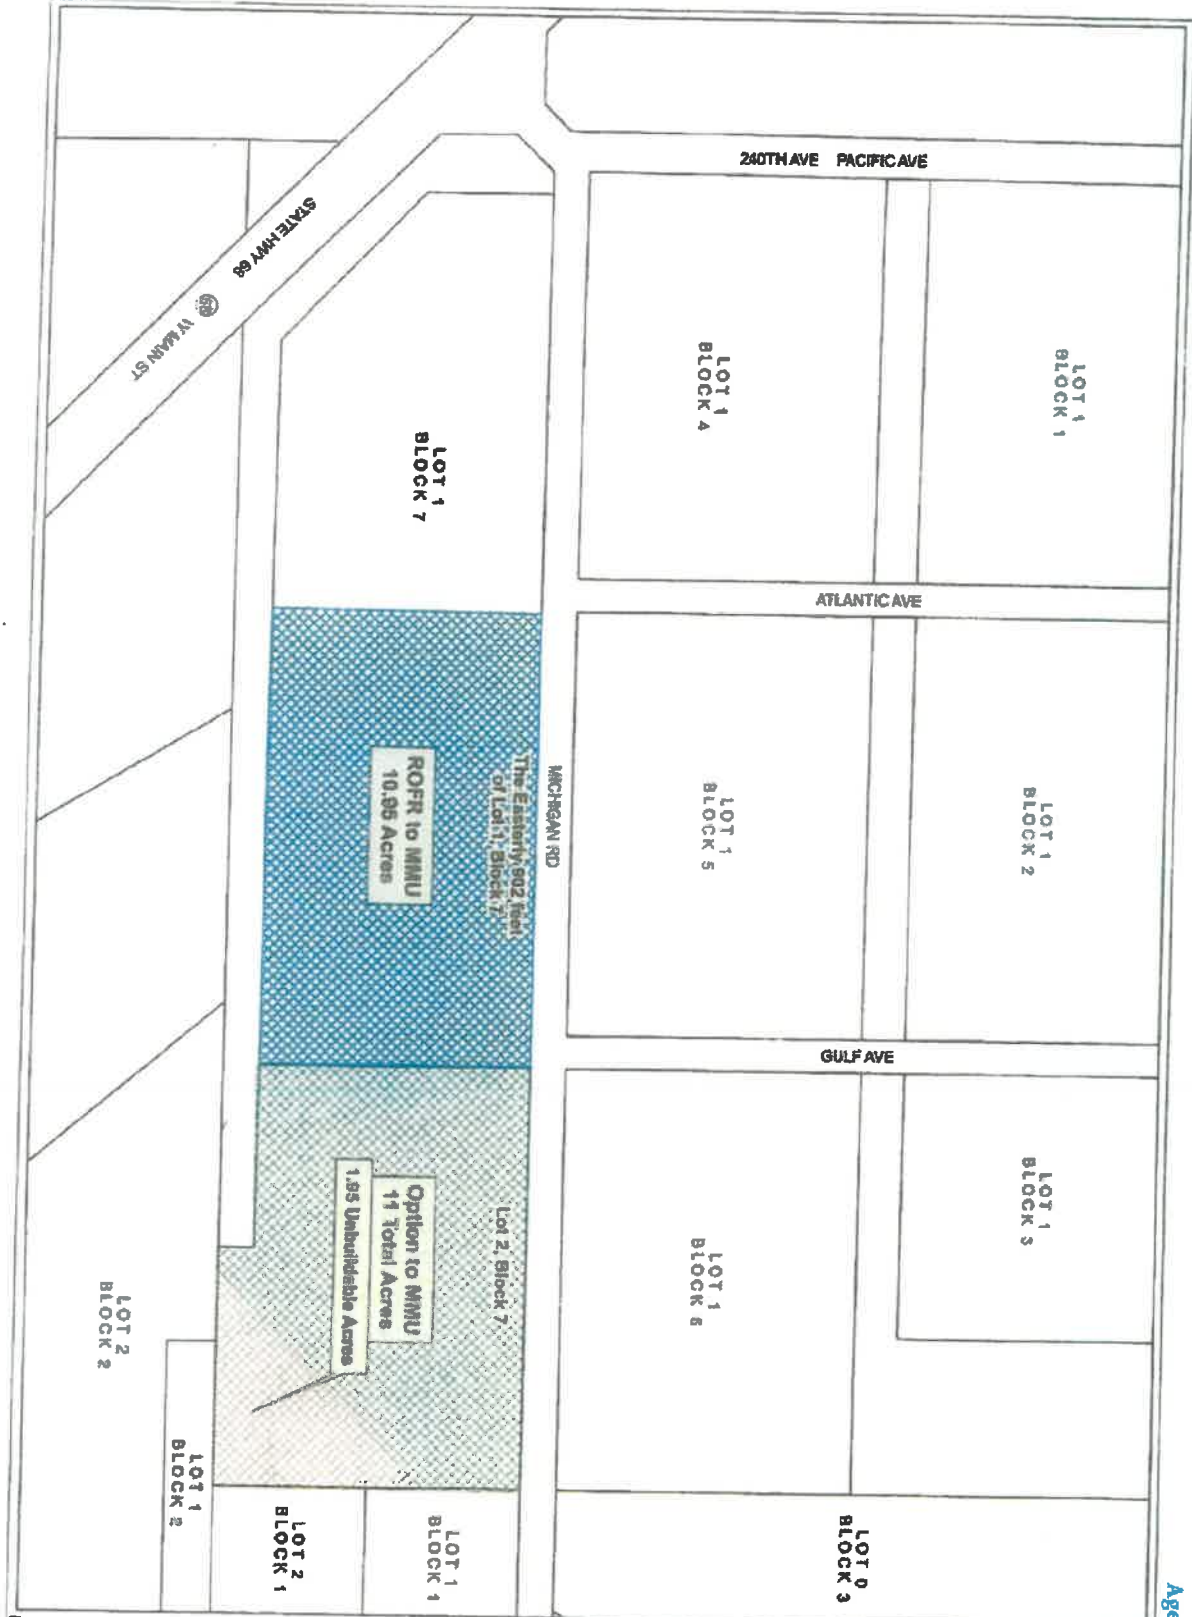 Age
240TH AVE PACIFIC AVE
STATE HWY 68
68 W MAIN ST
LOT 1
BLOCK 1
LOT 1
BLOCK 4
LOT 1
BLOCK 7
ATLANTIC AVE
LOT 1
BLOCK 2
LOT 1
BLOCK 5
MICHIGAN RD
The Easterly 902 feet
of Lot 1, Block 7
ROFR to MMU
10.95 Acres
GULF AVE
LOT 1
BLOCK 3
LOT 1
BLOCK 6
Lot 2, Block 7
Option to MMU
11 Total Acres
1.95 Unbuildable Acres
LOT 2
BLOCK 2
LOT 1
BLOCK 2
LOT 2
BLOCK 1
LOT 1
BLOCK 1
LOT 0
BLOCK 3